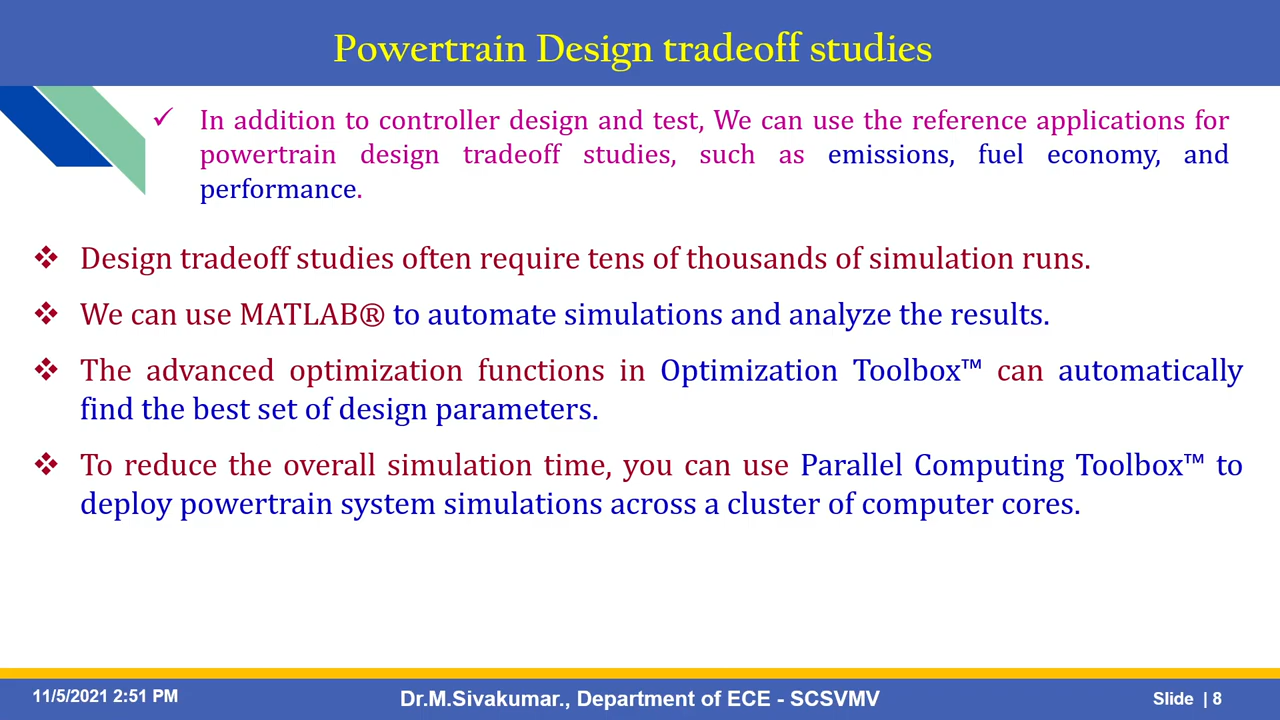 Powertrain Design tradeoff studies
✓ In addition to controller design and test, We can use the reference applications for
powertrain design tradeoff studies, such as emissions, fuel economy, and
performance.
❖ Design tradeoff studies often require tens of thousands of simulation runs.
❖ We can use MATLAB® to automate simulations and analyze the results.
❖ The advanced optimization functions in Optimization Toolbox™ can automatically
find the best set of design parameters.
❖ To reduce the overall simulation time, you can use Parallel Computing Toolbox™ to
deploy powertrain system simulations across a cluster of computer cores.
11/5/2021 2:51 PM
Dr.M.Sivakumar., Department of ECE - SCSVMV
Slide | 8